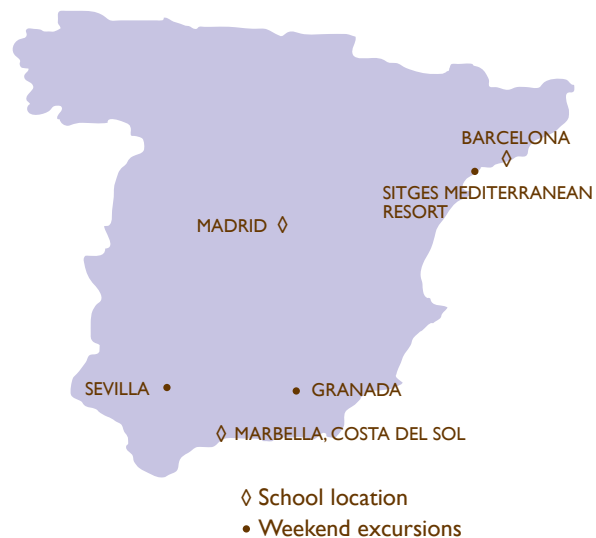 BARCELONA
SITGES MEDITERRANEAN
RESORT
MADRID
SEVILLA
GRANADA
MARBELLA, COSTA DEL SOL
◊ School location
• Weekend excursions